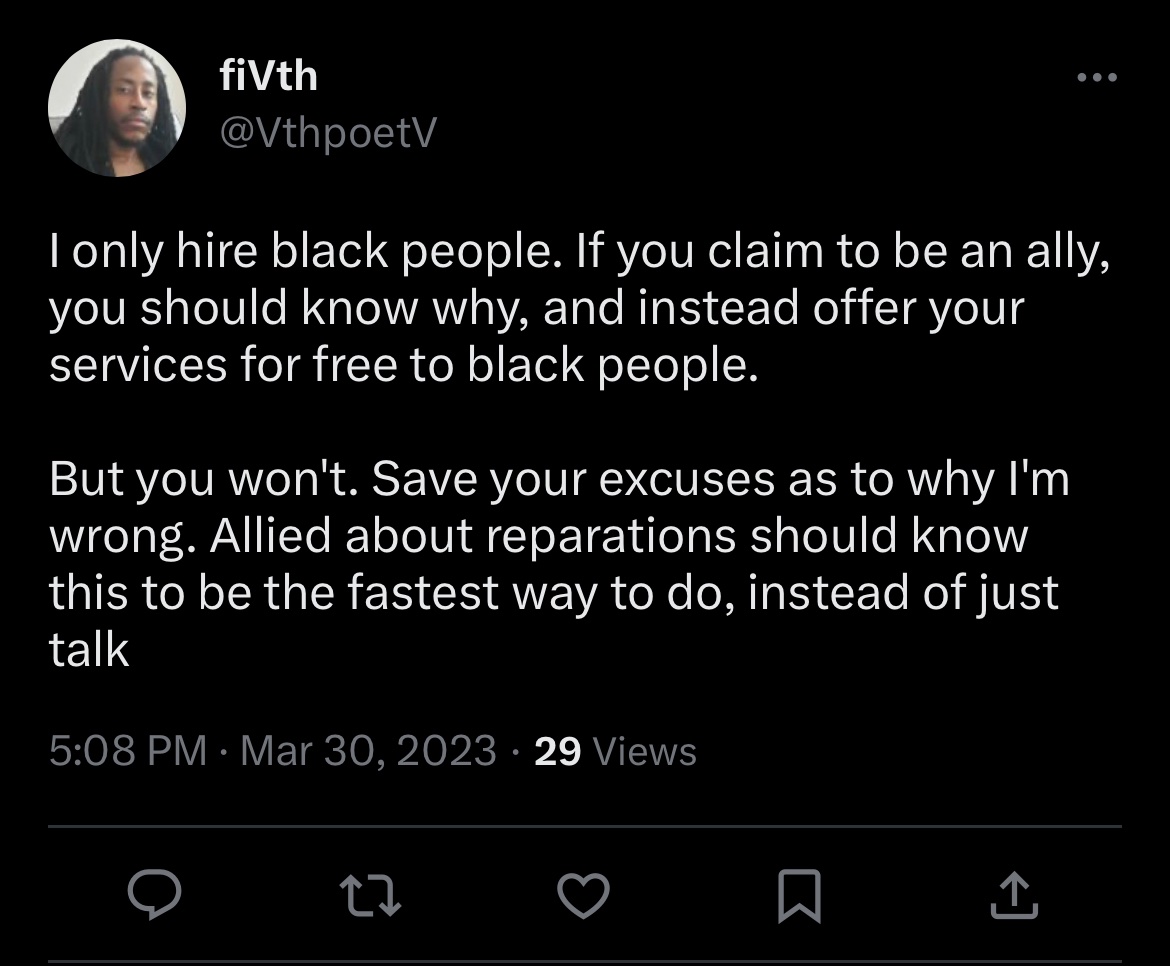 fiVth
@VthpoetV
I only hire black people. If you claim to be an ally,
you should know why, and instead offer your
services for free to black people.
But you won't. Save your excuses as to why I'm
wrong. Allied about reparations should know
this to be the fastest way to do, instead of just
talk
5:08 PM · Mar 30, 2023 · 29 Views